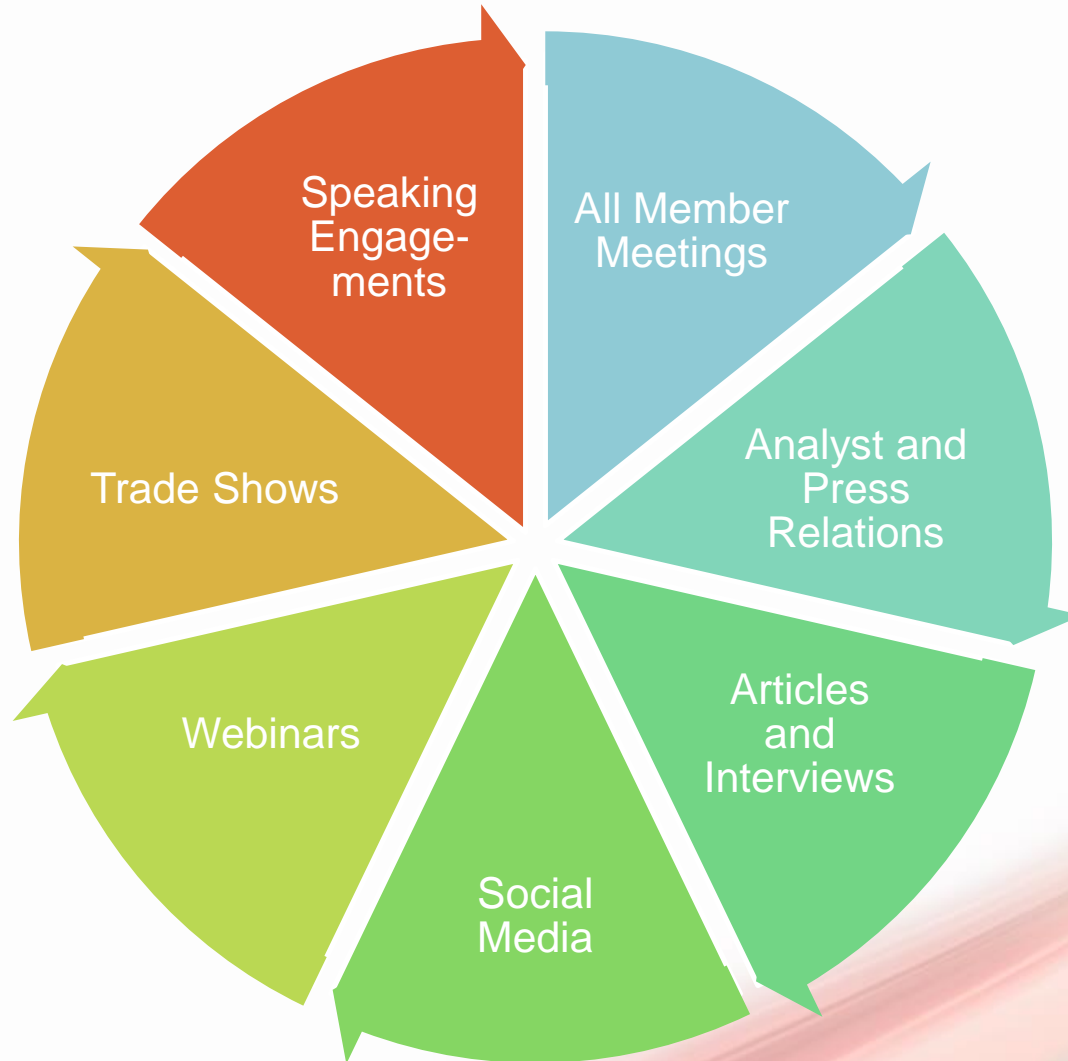 Speaking
Engage-
ments
All Member
Meetings
Analyst and
Press
Relations
Articles
and
Interviews
Social
Media
Webinars
Trade Shows